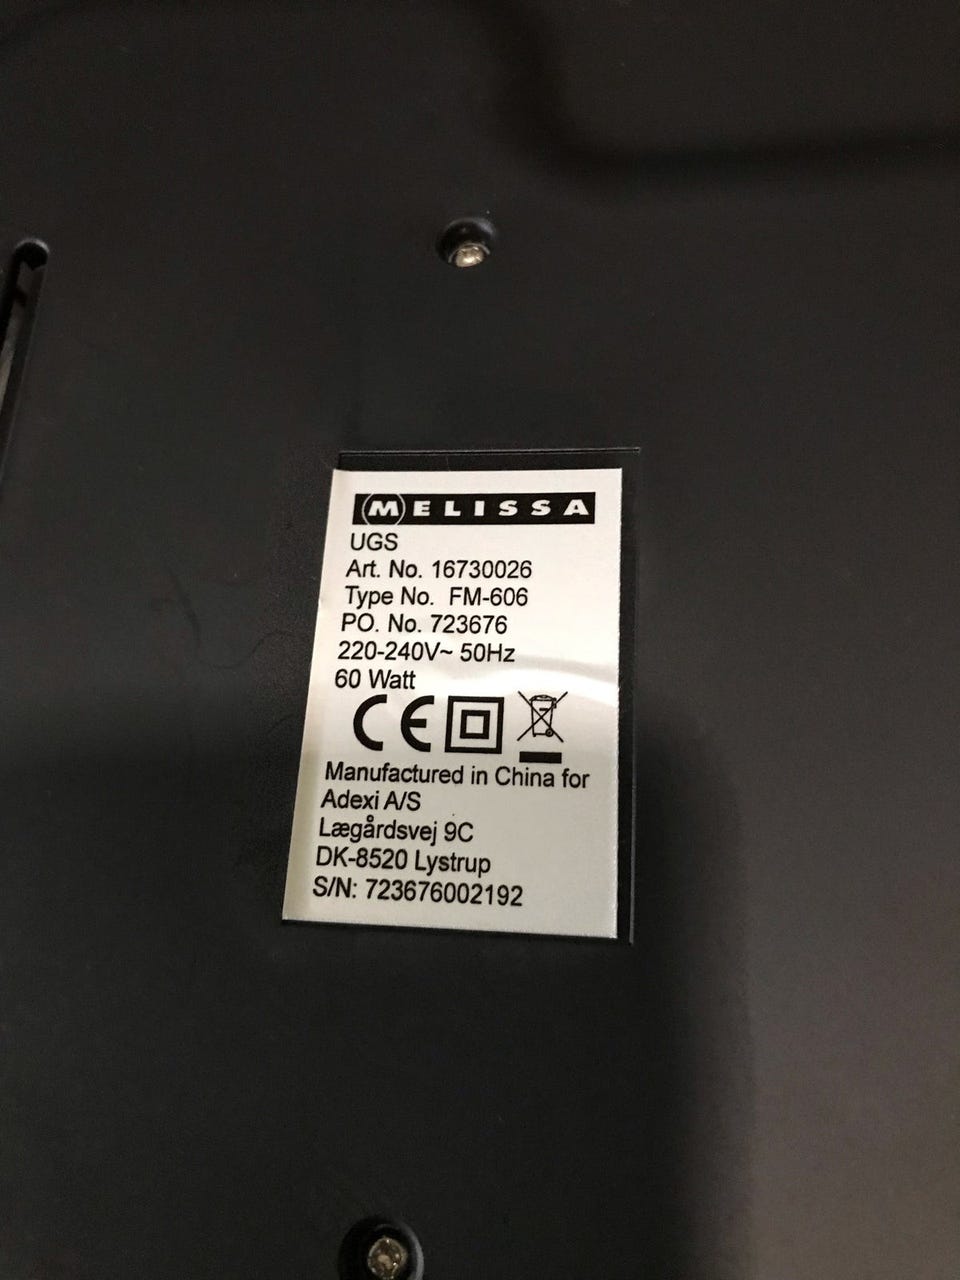 MELISSA
UGS
Art. No. 16730026
Type No. FM-606
PO. No. 723676
220-240V~ 50Hz
60 Watt
CE
Manufactured in China for
Adexi A/S
Lægårdsvej 9C
DK-8520 Lystrup
S/N: 723676002192